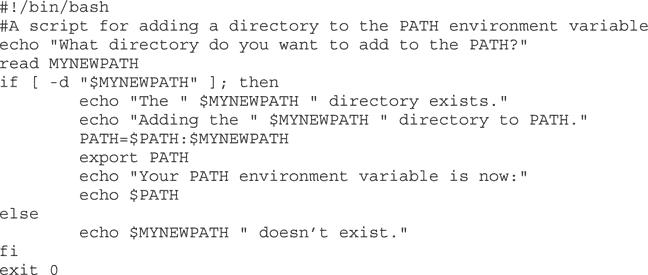 #!/bin/bash
#A script for adding a directory to the PATH environment variable
echo "What directory do you want to add to the PATH?"
read MYNEWPATH
if [ -d "$MYNEWPATH" ]; then
        echo "The " $MYNEWPATH " directory exists."
        echo "Adding the " $MYNEWPATH " directory to PATH."
        PATH=$PATH:$MYNEWPATH
        export PATH
        echo "Your PATH environment variable is now:"
        echo $PATH
else
        echo $MYNEWPATH " doesn’t exist."
fi
exit 0